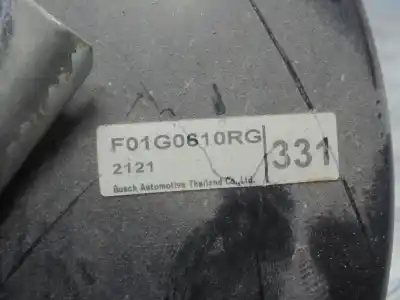 F01G0610RG
331
2121
Bosch Automotive Thailand Co.,Ltd.